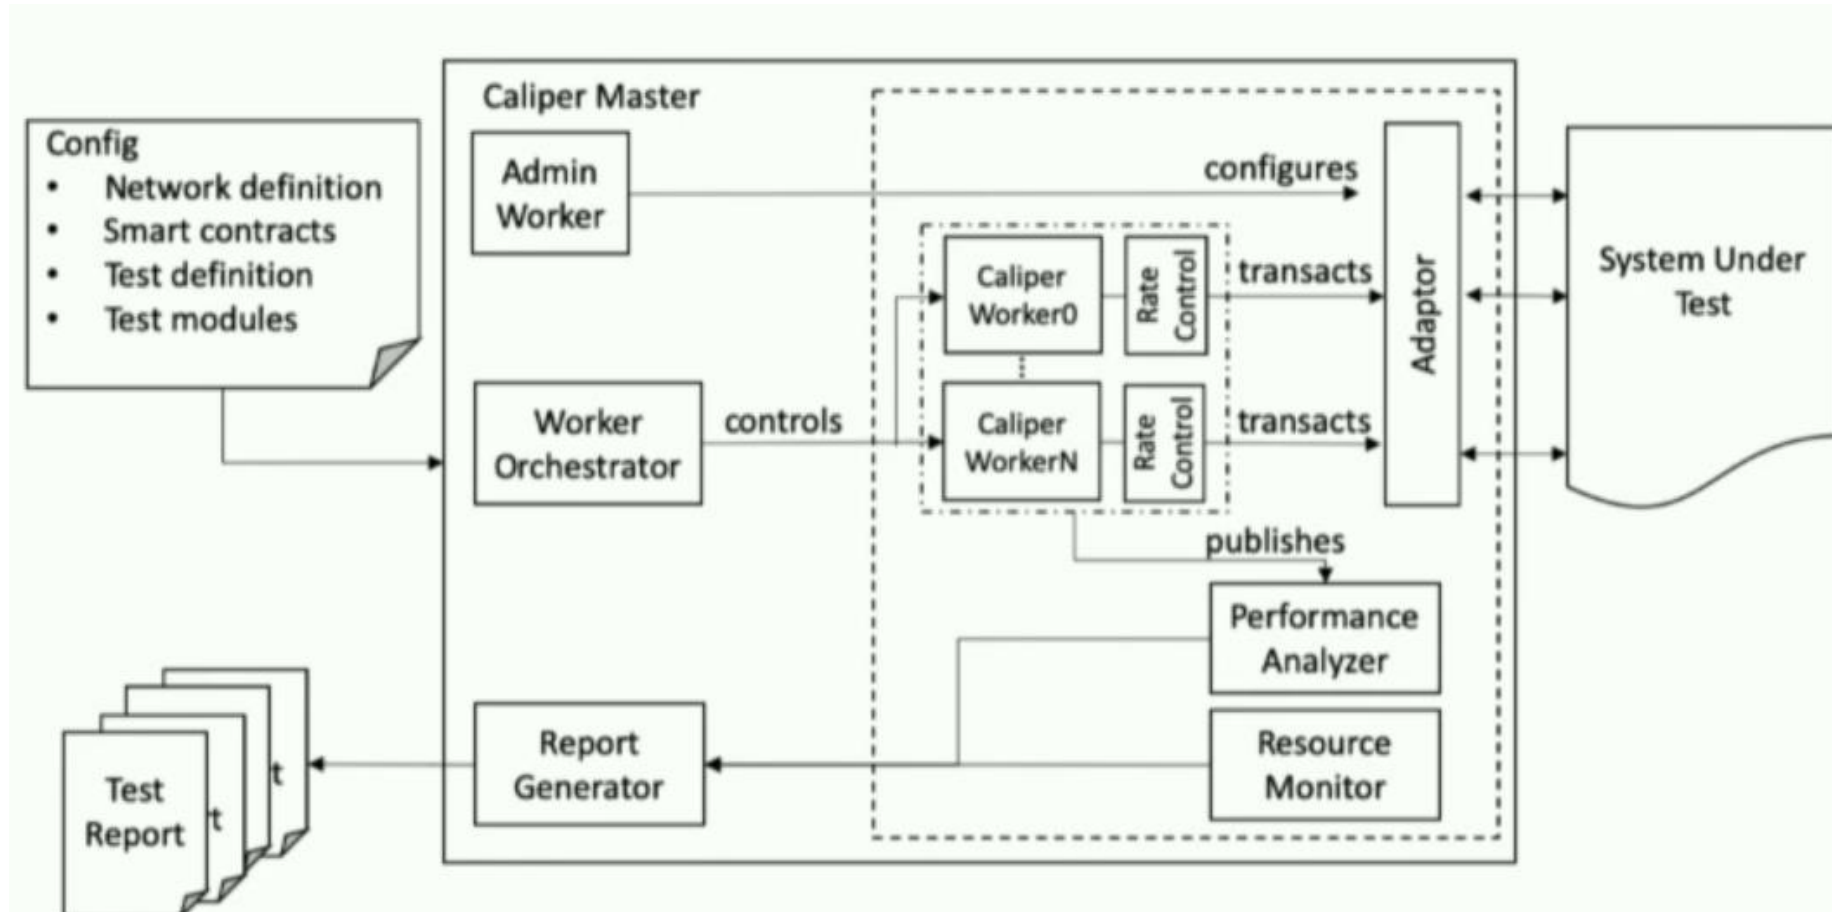 Caliper Master
Config
• Network definition
• Smart contracts
• Test definition
• Test modules
Admin
Worker
configures
Caliper
Worker0
Rate
Control
transacts
Adaptor
System Under
Test
Worker
Orchestrator
controls
Caliper
WorkerN
Rate
Control
transacts
publishes
Performance
Analyzer
Report
Generator
Resource
Monitor
Test
Report
t
t